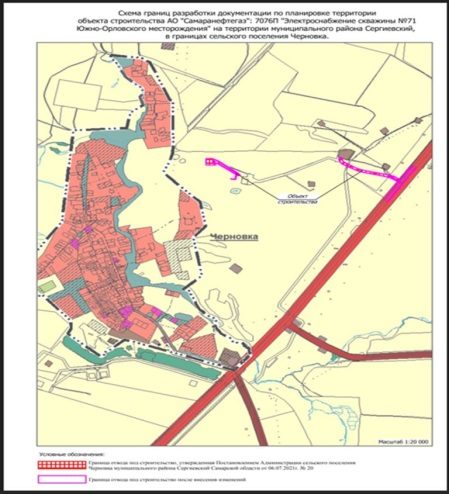 Схема границ разработки документации по планировке территории
объекта строительства АО "Самаранефтегаз": 7076П "Электроснабжение скважины №71
Южно-Орловского месторождения" на территории муниципального района Сергиевский,
в границах сельского поселения Черновка.
Объект
строительства
Черновка
Масштаб 1:20 000
Условные обозначения:
Граница отвода под строительство, утвержденная Постановлением Администрации сельского поселения
Черновка муниципального района Сергиевский Самарской области от 06.07.2021г. № 20
Граница отвода под строительство после внесения изменений